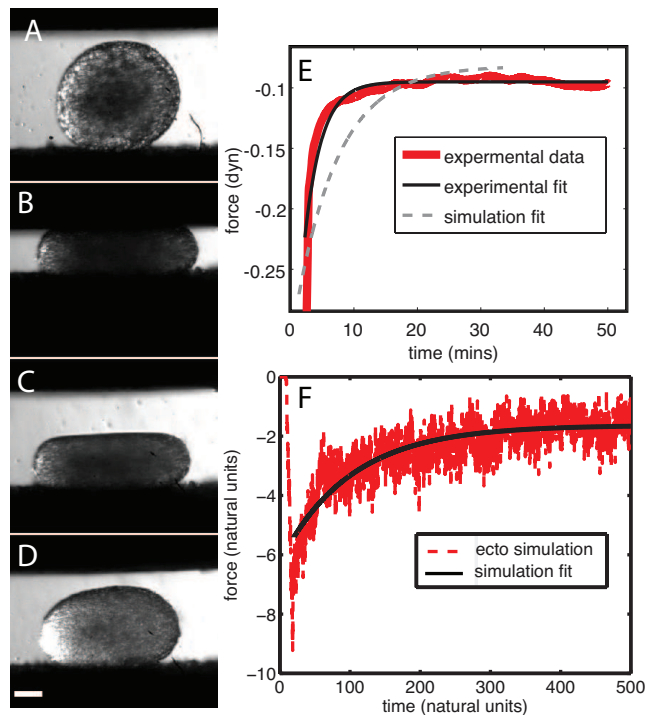 A
B
C
D
E
-0.1
-0.15
-0.2
-0.25
force (dyn)
expermental data
experimental fit
simulation fit
0 10 20 30 40 50
time (mins)
F
0
−2
−4
−6
−8
−10
force (natural units)
ecto simulation
simulation fit
0 100 200 300 400 500
time (natural units)